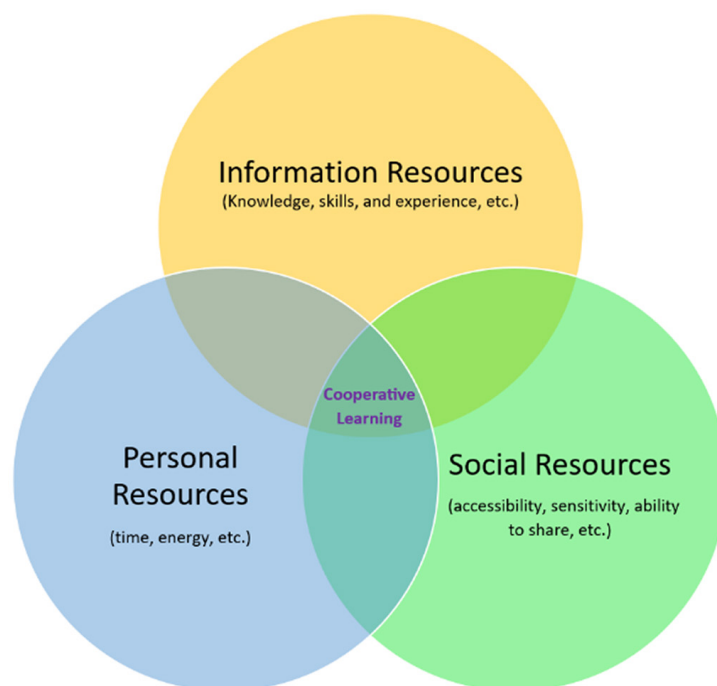 Information Resources
(Knowledge, skills, and experience, etc.)
Cooperative
Learning
Personal
Resources
(time, energy, etc.)
Social Resources
(accessibility, sensitivity, ability
to share, etc.)